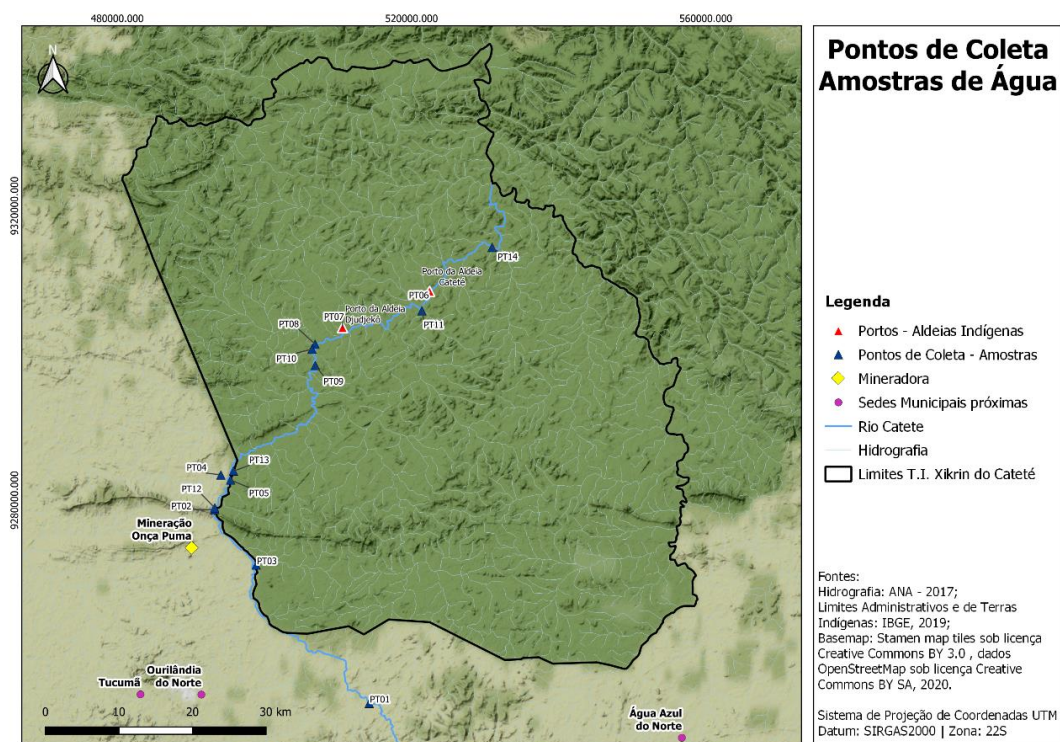 480000.000
520000.000
560000.000
9320000.000
9280000.000
N
PT14
Porto da Aldeia
Catete
PT06
PT11
Porto da Aldeia
Djudjekô
PT07
PT08
PT10
PT09
PT04
PT13
PT05
PT12
PT02
Mineração
Onça Puma
PT03
PT01
Tucumã
Ourilândia
do Norte
Água Azul
do Norte
0
10
20
30 km
Pontos de Coleta
Amostras de Água
Legenda
Portos - Aldeias Indígenas
Pontos de Coleta - Amostras
Mineradora
Sedes Municipais próximas
Rio Catete
Hidrografia
Limites T.I. Xikrin do Cateté
Fontes:
Hidrografia: ANA - 2017;
Limites Administrativos e de Terras
Indígenas: IBGE, 2019;
Basemap: Stamen map tiles sob licença
Creative Commons BY 3.0 , dados
OpenStreetMap sob licença Creative
Commons BY SA, 2020.
Sistema de Projeção de Coordenadas UTM
Datum: SIRGAS2000 | Zona: 22S